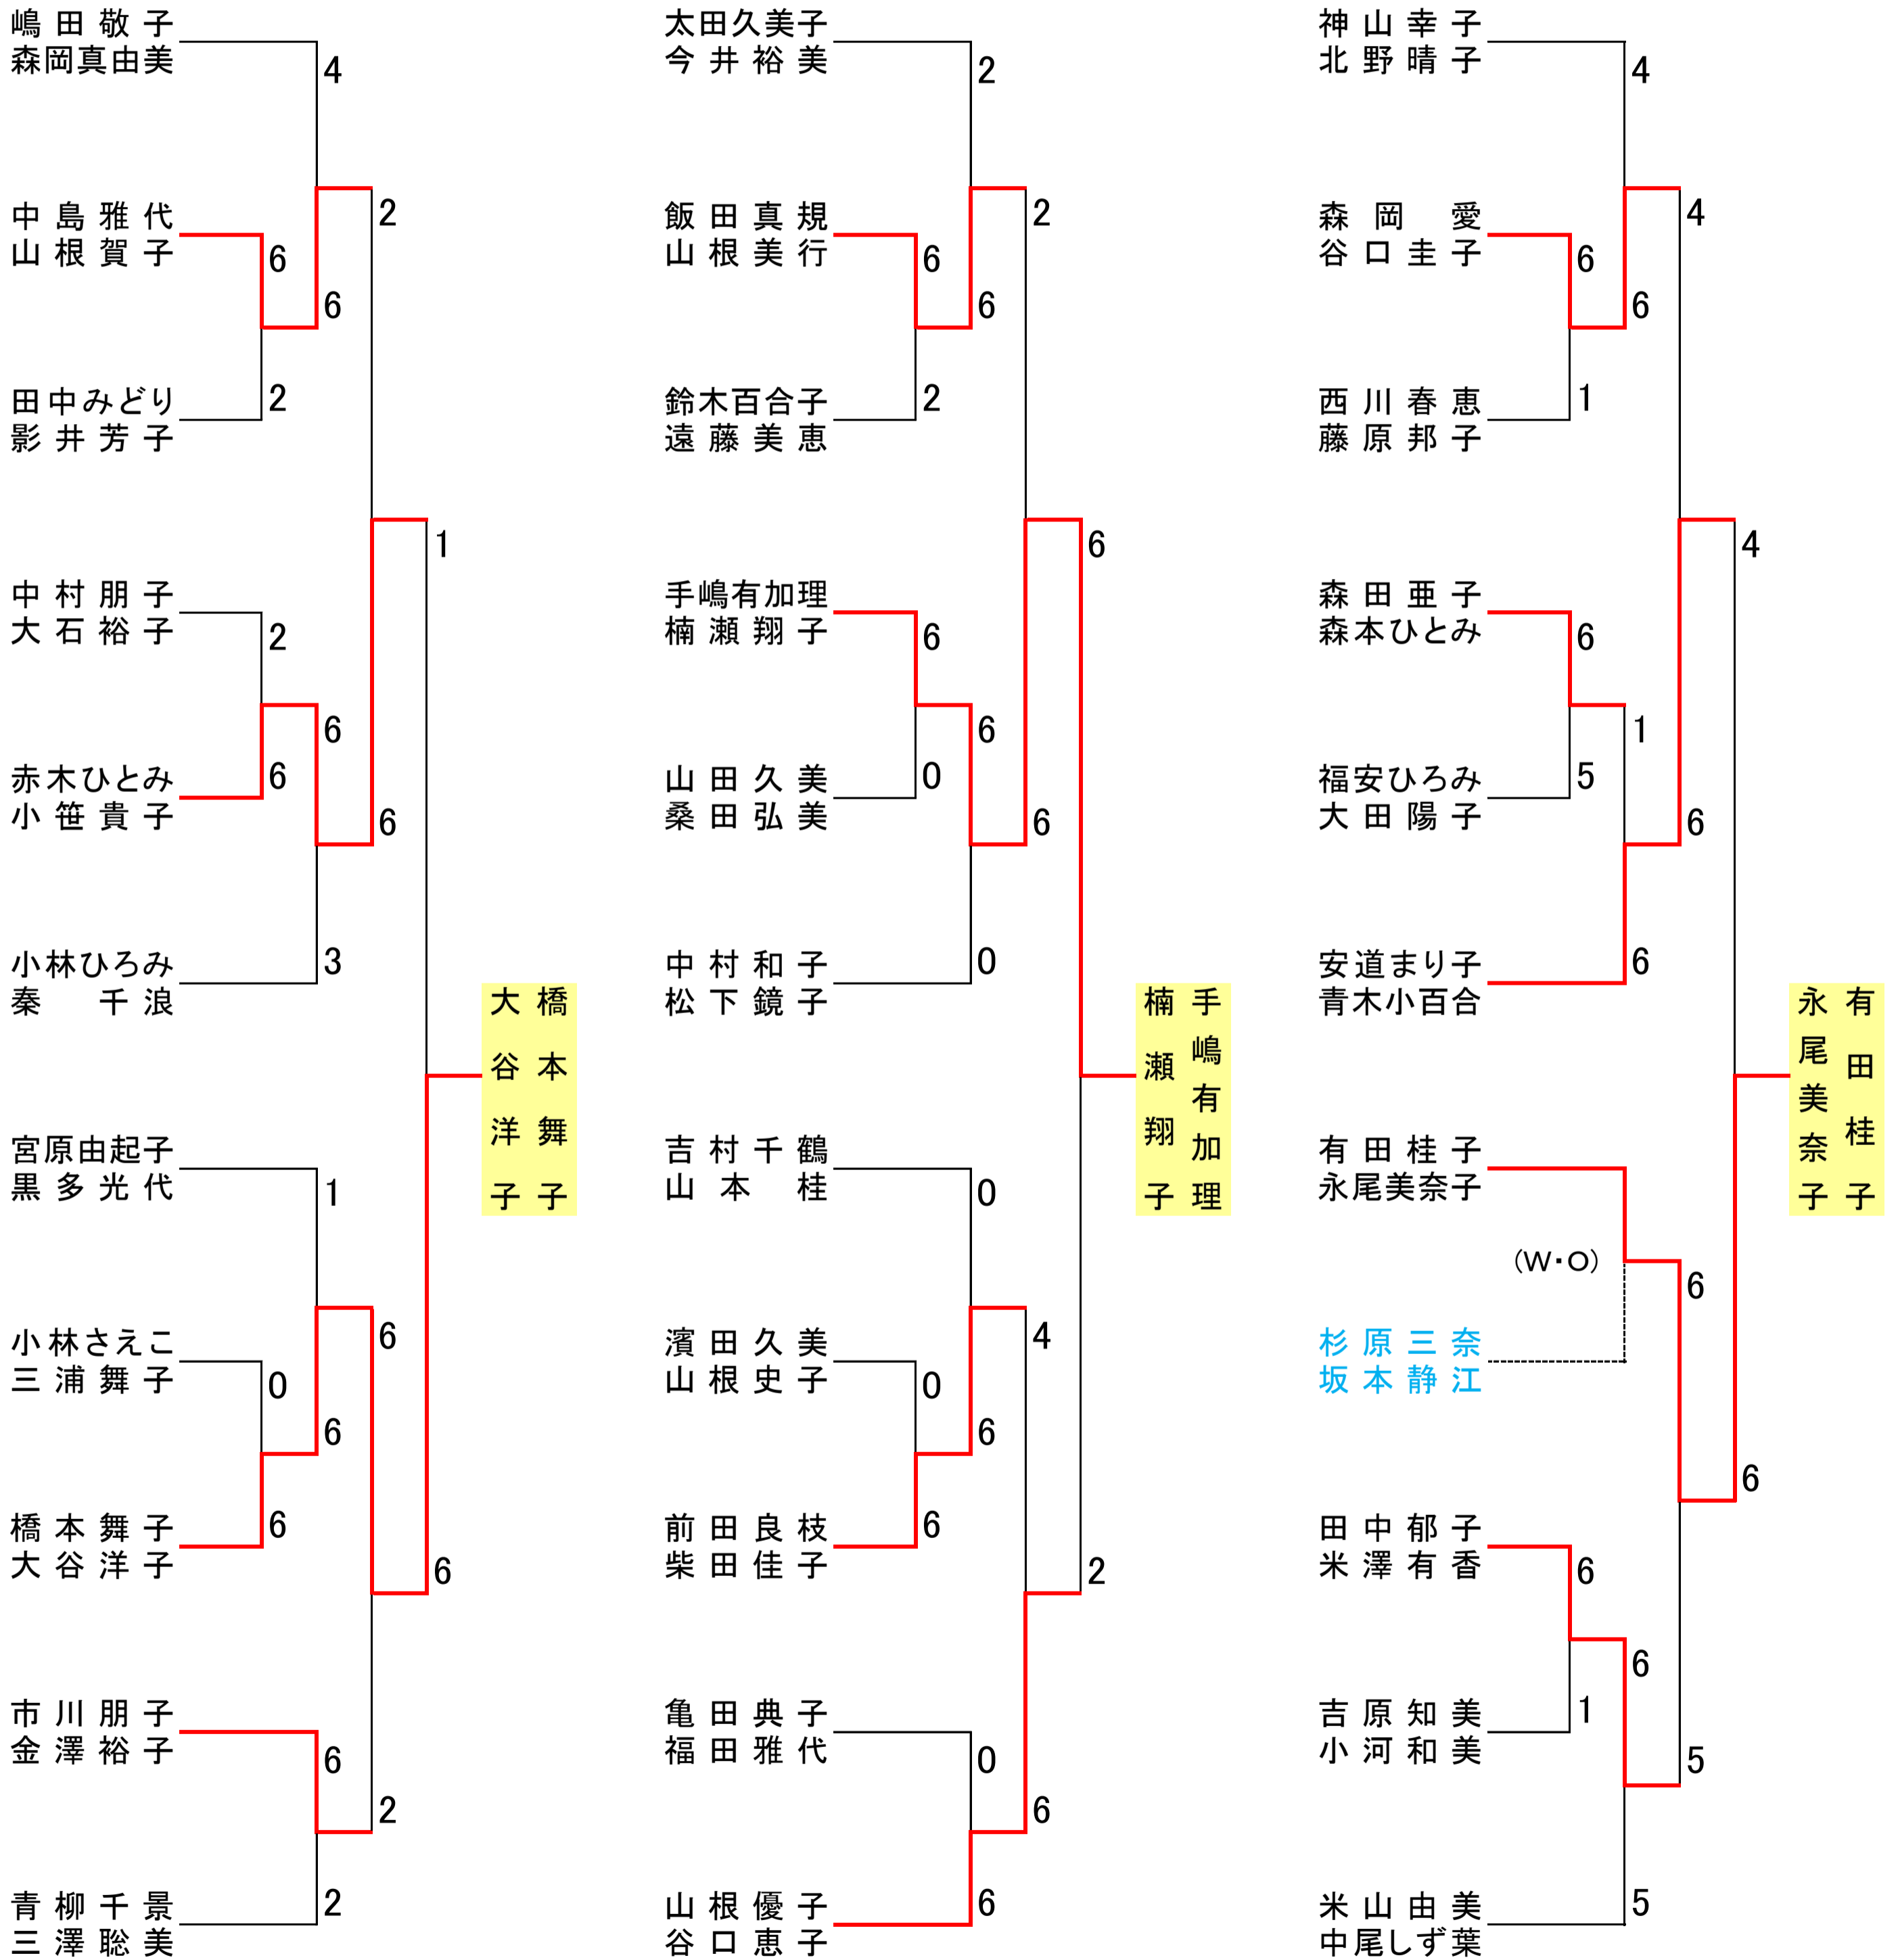 嶋田敬子
森岡真由美
4
中島雅代
山根賀子
6
2
6
田中みどり
影井芳子
2
中村朋子
大石裕子
2
1
6
赤木ひとみ
小笹貴子
6
6
小林ひろみ
秦千浪
3
橋本舞子
大谷洋子
宮原由起子
黒多光代
1
小林さえこ
三浦舞子
0
6
6
橋本舞子
大谷洋子
6
6
市川朋子
金澤裕子
6
2
青柳千景
三澤聡美
2
太田久美子
今井裕美
2
飯田真規
山根美行
6
2
6
鈴木百合子
遠藤美恵
2
手嶋有加理
楠瀬翔子
6
6
6
山田久美
桑田弘美
0
6
中村和子
松下鏡子
0
手嶋有加理
楠瀬翔子
吉村千鶴
山本桂
0
濱田久美
山根史子
0
4
6
前田良枝
柴田佳子
6
2
亀田典子
福田雅代
0
6
山根優子
谷口恵子
6
神山幸子
北野晴子
4
森岡愛
谷口圭子
6
4
6
西川春恵
藤原邦子
1
森田亜子
森本ひとみ
6
4
1
福安ひろみ
大田陽子
5
6
安道まり子
青木小百合
6
有田桂子
永尾美奈子
有田桂子
永尾美奈子
(W・O)
6
杉原三奈
坂本静江
田中郁子
米澤有香
6
6
6
吉原知美
小河和美
1
5
米山由美
中尾しず葉
5